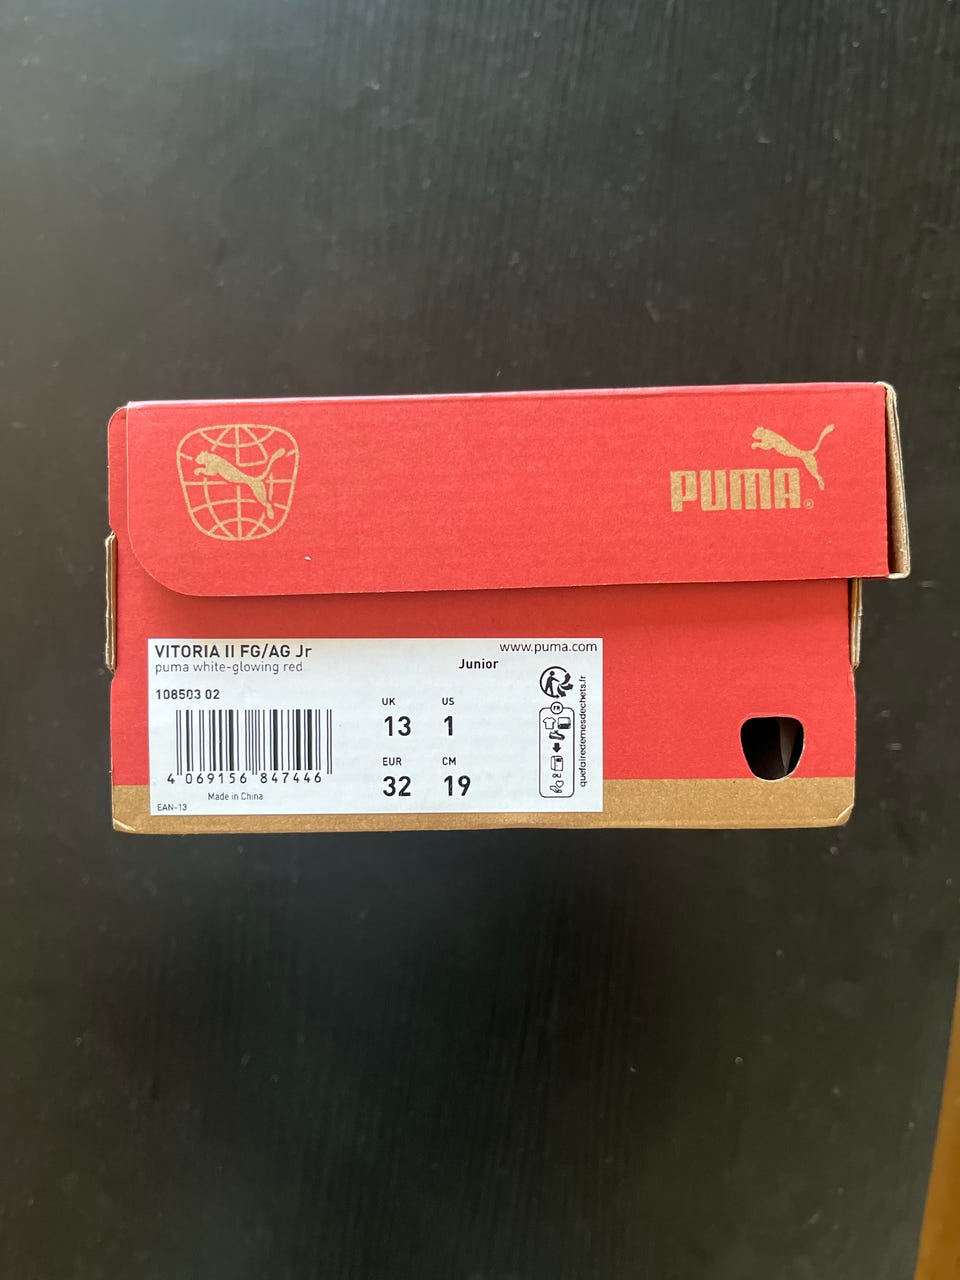 PUMA®
VITORIA II FG/AG Jr
www.puma.com
puma white-glowing red
Junior
108503 02
UK US
13 1
EUR CM
32 19
4 069156 847446
Made in China
EAN-13
FR
quefairedemesdechets.fr